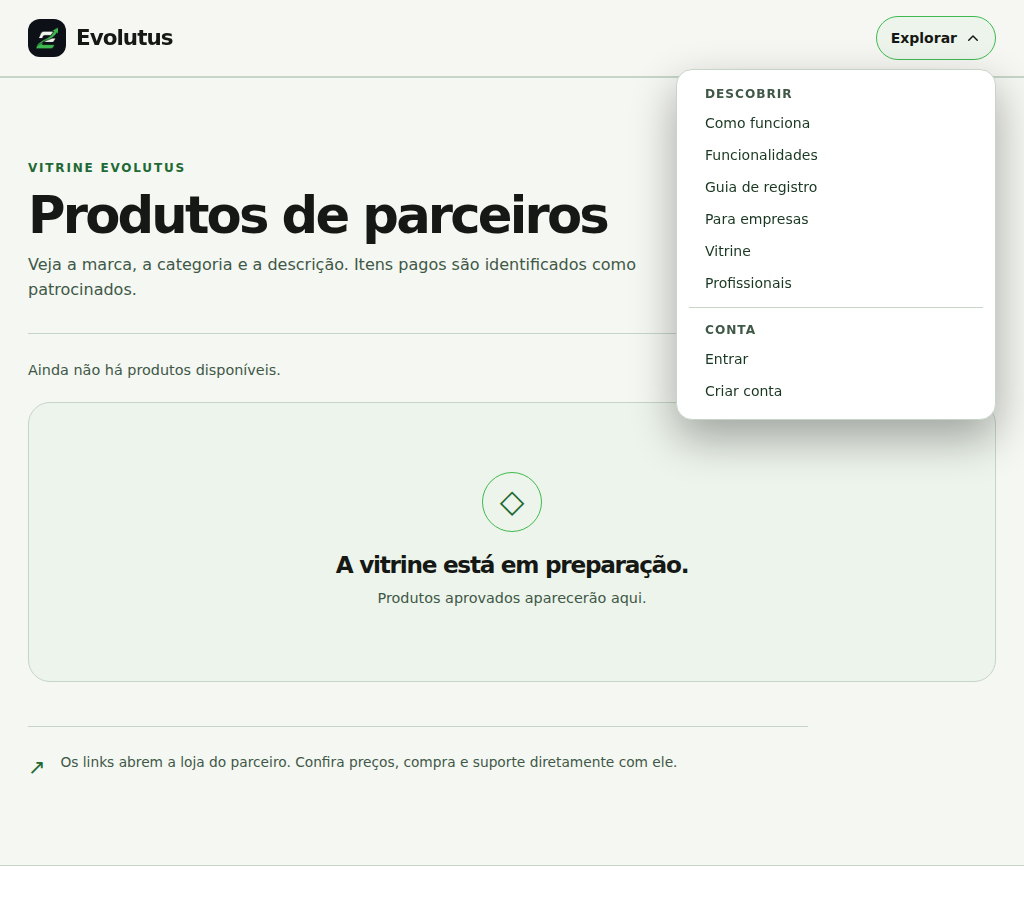 Evolutus
Explorar
DESCOBRIR
Como funciona
Funcionalidades
Guia de registro
Para empresas
Vitrine
Profissionais
CONTA
Entrar
Criar conta
VITRINE EVOLUTUS
Produtos de parceiros
Veja a marca, a categoria e a descrição. Itens pagos são identificados como
patrocinados.
Ainda não há produtos disponíveis.
A vitrine está em preparação.
Produtos aprovados aparecerão aqui.
Os links abrem a loja do parceiro. Confira preços, compra e suporte diretamente com ele.